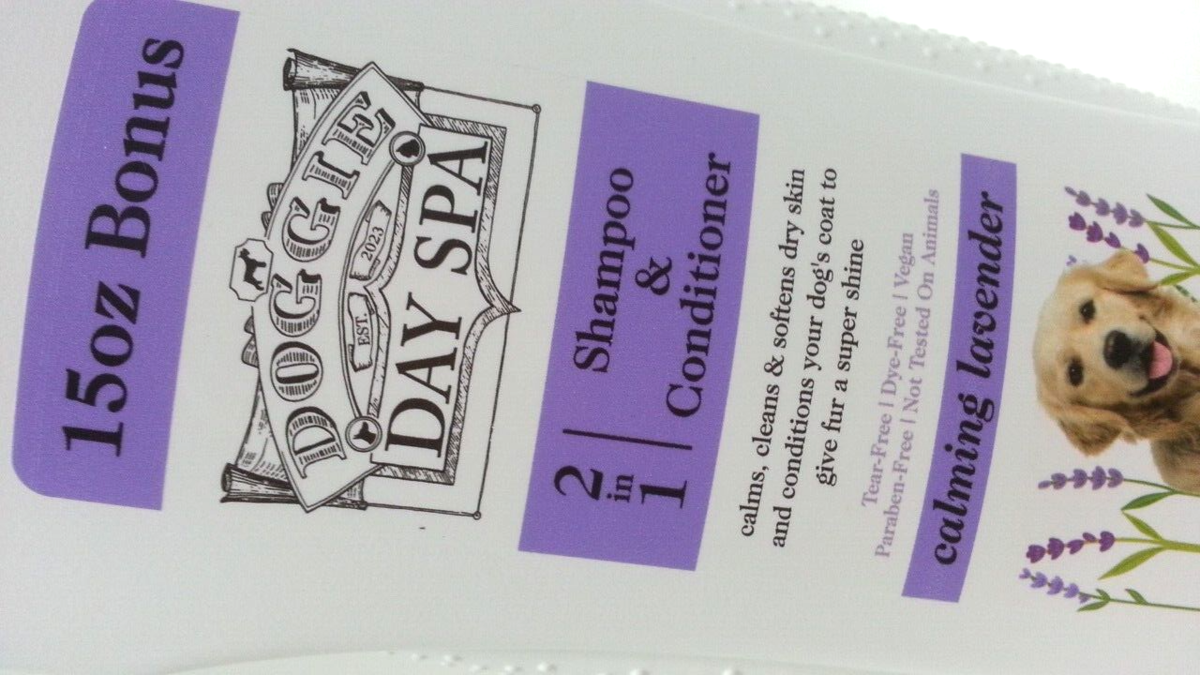 15oz Bonus
DOGGIE
EST. 2023
DAY SPA
2 in 1
Shampoo
&
Conditioner
calms, cleans & softens dry skin
and conditions your dog's coat to
give fur a super shine
Tear-Free | Dye-Free | Vegan
Paraben-Free | Not Tested On Animals
calming lavender